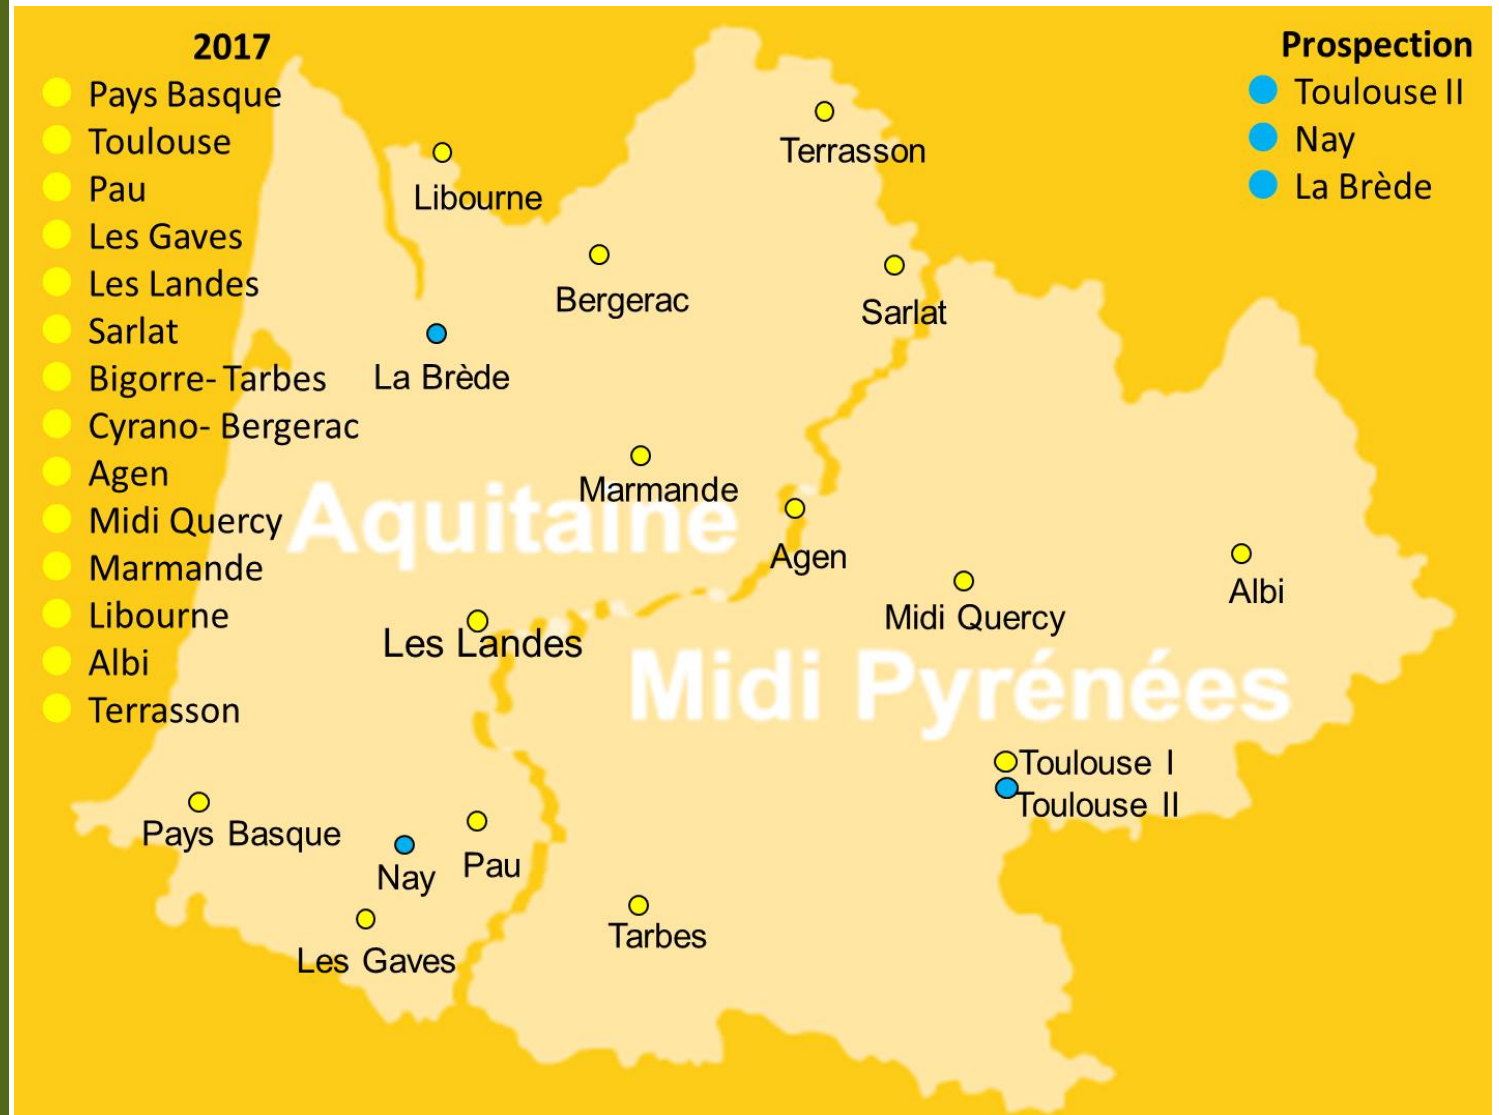 2017
Pays Basque
Toulouse
Pau
Les Gaves
Les Landes
Sarlat
Bigorre- Tarbes
Cyrano- Bergerac
Agen
Midi Quercy
Marmande
Libourne
Albi
Terrasson
Prospection
Toulouse II
Nay
La Brède
Terrasson
Libourne
Bergerac
Sarlat
La Brède
Marmande
Aquitaine
Agen
Albi
Midi Quercy
Les Landes
Midi Pyrénées
Toulouse I
Toulouse II
Pays Basque
Pau
Nay
Tarbes
Les Gaves